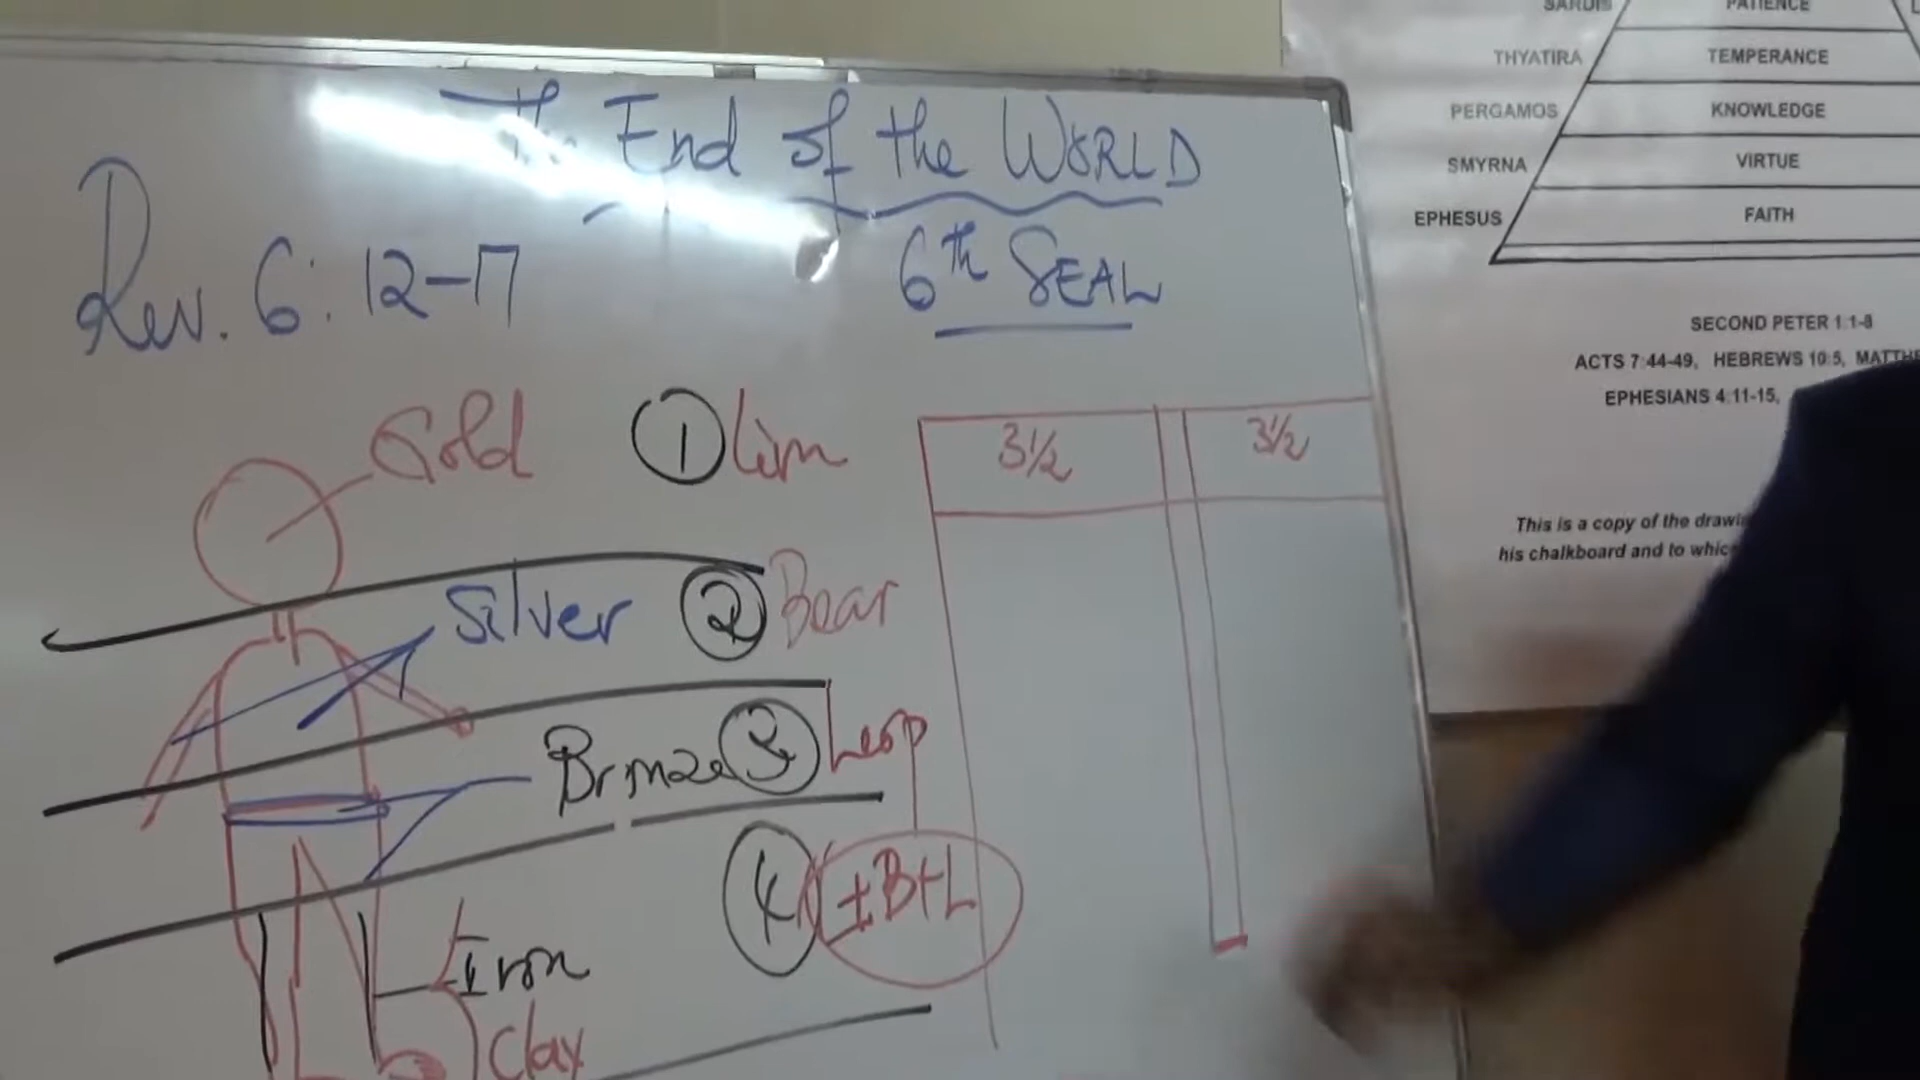 The End of the WORLD
Rev. 6: 12-17
6th SEAL
Gold 1 Lion
Silver 2 Bear
Bronze 3 Leop
4 ±B+L
Iron
Clay
3½ 3½
SARDIS PATIENCE
THYATIRA TEMPERANCE
PERGAMOS KNOWLEDGE
SMYRNA VIRTUE
EPHESUS FAITH
SECOND PETER 1:1-8
ACTS 7:44-49, HEBREWS 10:5, MATTHE
EPHESIANS 4:11-15,
This is a copy of the drawi
his chalkboard and to whic